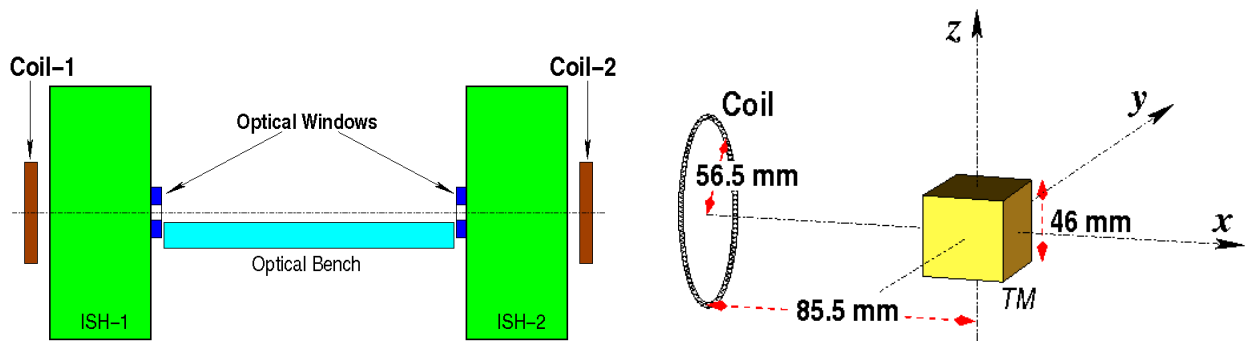 Coil-1
Coil-2
Optical Windows
Optical Bench
ISH-1
ISH-2
z
y
x
Coil
56.5 mm
46 mm
TM
85.5 mm